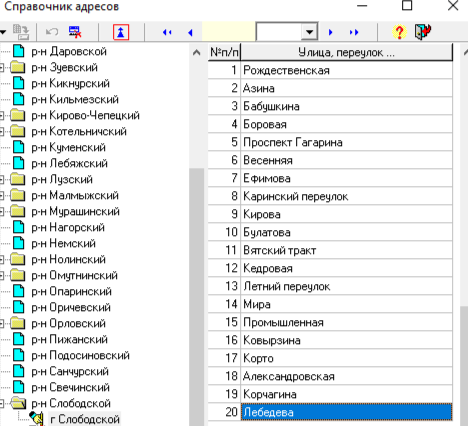 Справочник адресов
р-н Даровской
р-н Зуевский
р-н Кикнурский
р-н Кильмезский
р-н Кирово-Чепецкий
р-н Котельничский
р-н Куменский
р-н Лебяжский
р-н Лузский
р-н Малмыжский
р-н Мурашинский
р-н Нагорский
р-н Немский
р-н Нолинский
р-н Омутнинский
р-н Опаринский
р-н Оричевский
р-н Орловский
р-н Пижанский
р-н Подосиновский
р-н Санчурский
р-н Свечинский
р-н Слободской
г Слободской
№п/п Улица, переулок ...
1 Рождественская
2 Азина
3 Бабушкина
4 Боровая
5 Проспект Гагарина
6 Весенняя
7 Ефимова
8 Каринский переулок
9 Кирова
10 Булатова
11 Вятский тракт
12 Кедровая
13 Летний переулок
14 Мира
15 Промышленная
16 Ковырзина
17 Корто
18 Александровская
19 Корчагина
20 Лебедева